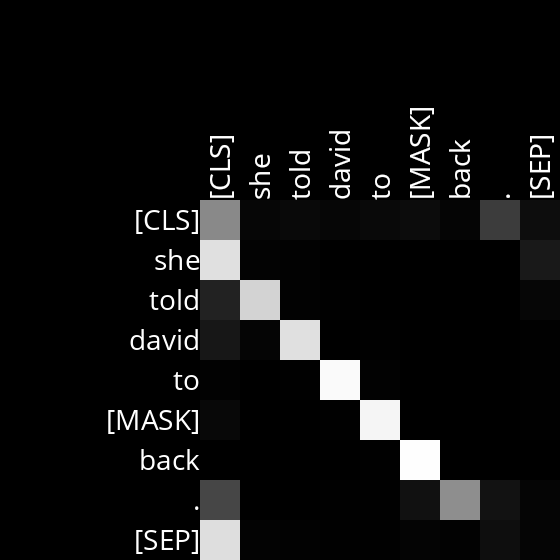 [CLS] she told david to [MASK] back . [SEP]
[CLS]
she
told
david
to
[MASK]
back
.
[SEP]